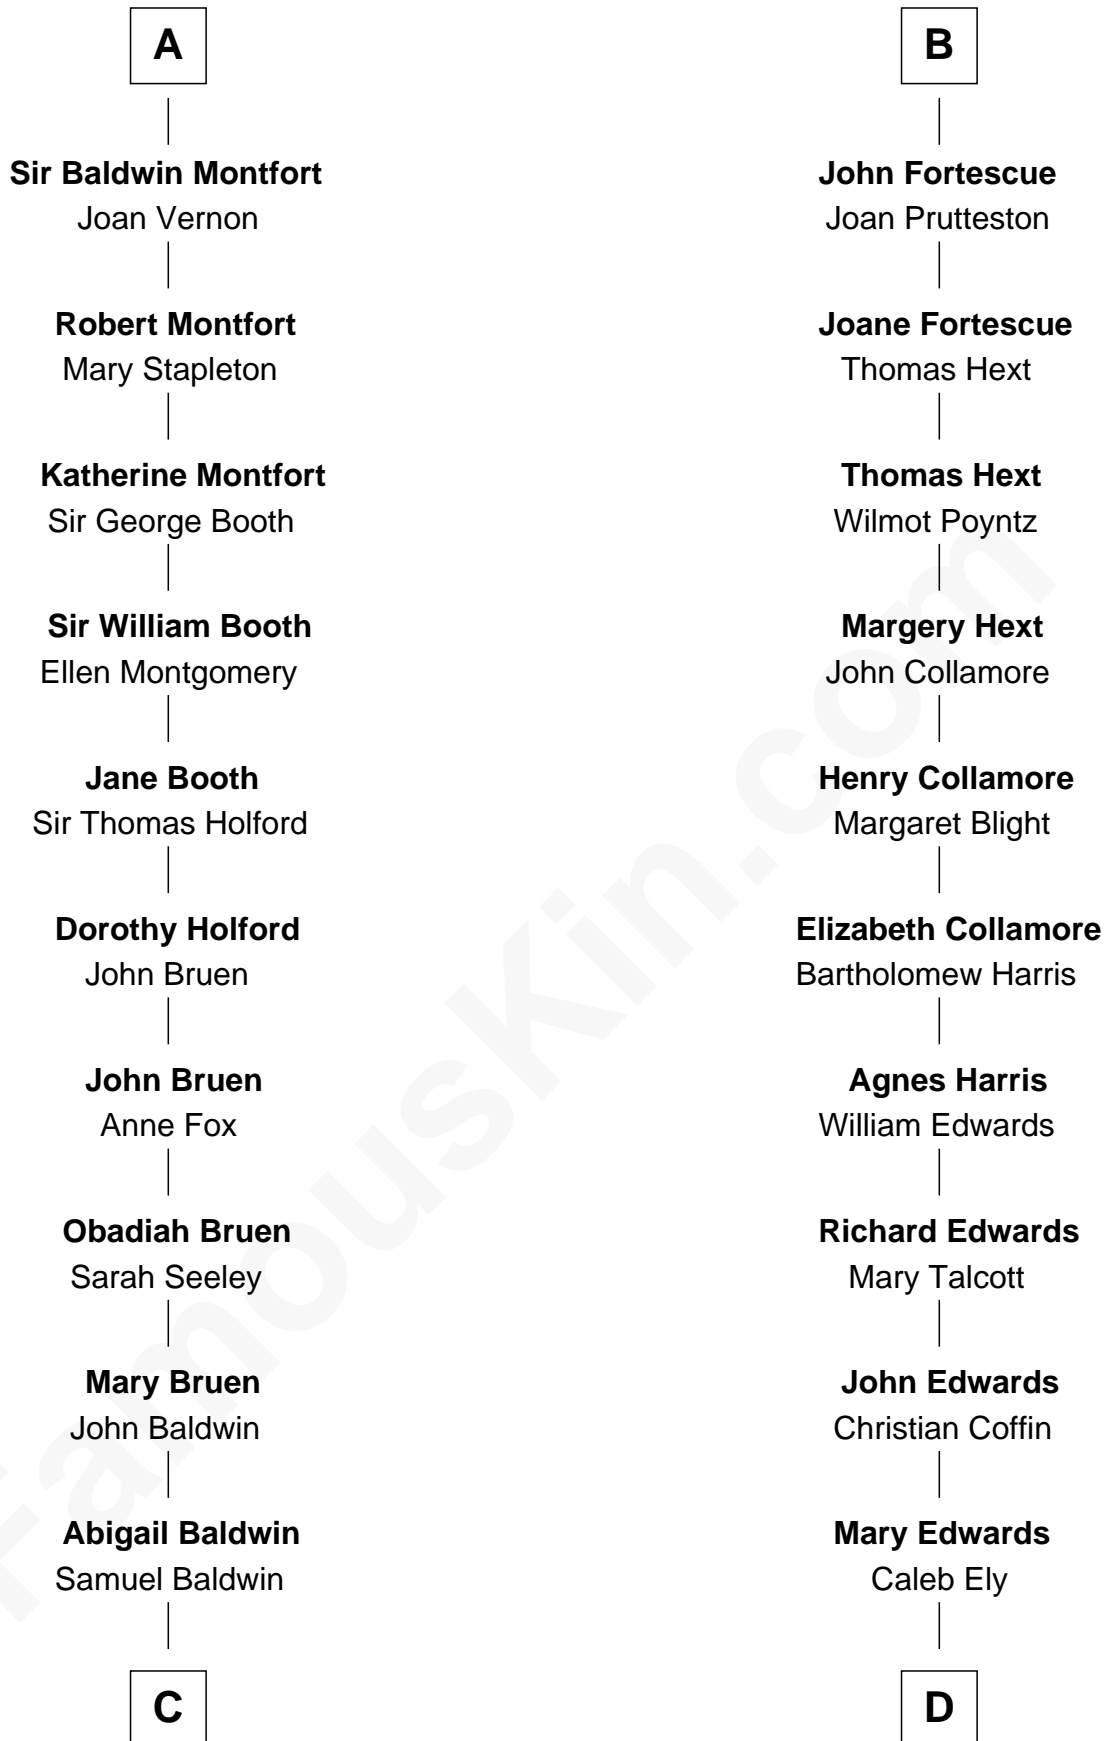 A
Sir Baldwin Montfort
Joan Vernon
Robert Montfort
Mary Stapleton
Katherine Montfort
Sir George Booth
Sir William Booth
Ellen Montgomery
Jane Booth
Sir Thomas Holford
Dorothy Holford
John Bruen
John Bruen
Anne Fox
Obadiah Bruen
Sarah Seeley
Mary Bruen
John Baldwin
Abigail Baldwin
Samuel Baldwin
C
B
John Fortescue
Joan Prutteston
Joane Fortescue
Thomas Hext
Thomas Hext
Wilmot Poyntz
Margery Hext
John Collamore
Henry Collamore
Margaret Blight
Elizabeth Collamore
Bartholomew Harris
Agnes Harris
William Edwards
Richard Edwards
Mary Talcott
John Edwards
Christian Coffin
Mary Edwards
Caleb Ely
D
FamousKin.com